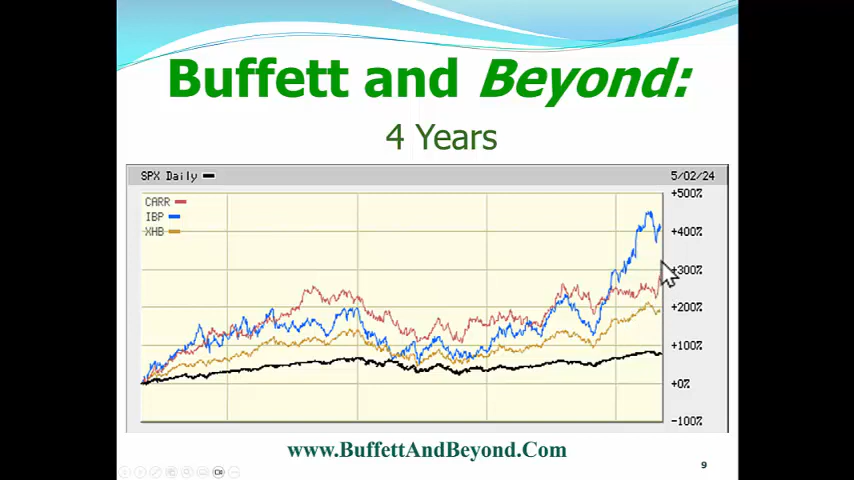 Buffett and Beyond:
4 Years
SPX Daily 5/02/24
CARR
IBP
XHB
+500%
+400%
+300%
+200%
+100%
+0%
-100%
www.BuffettAndBeyond.Com
9